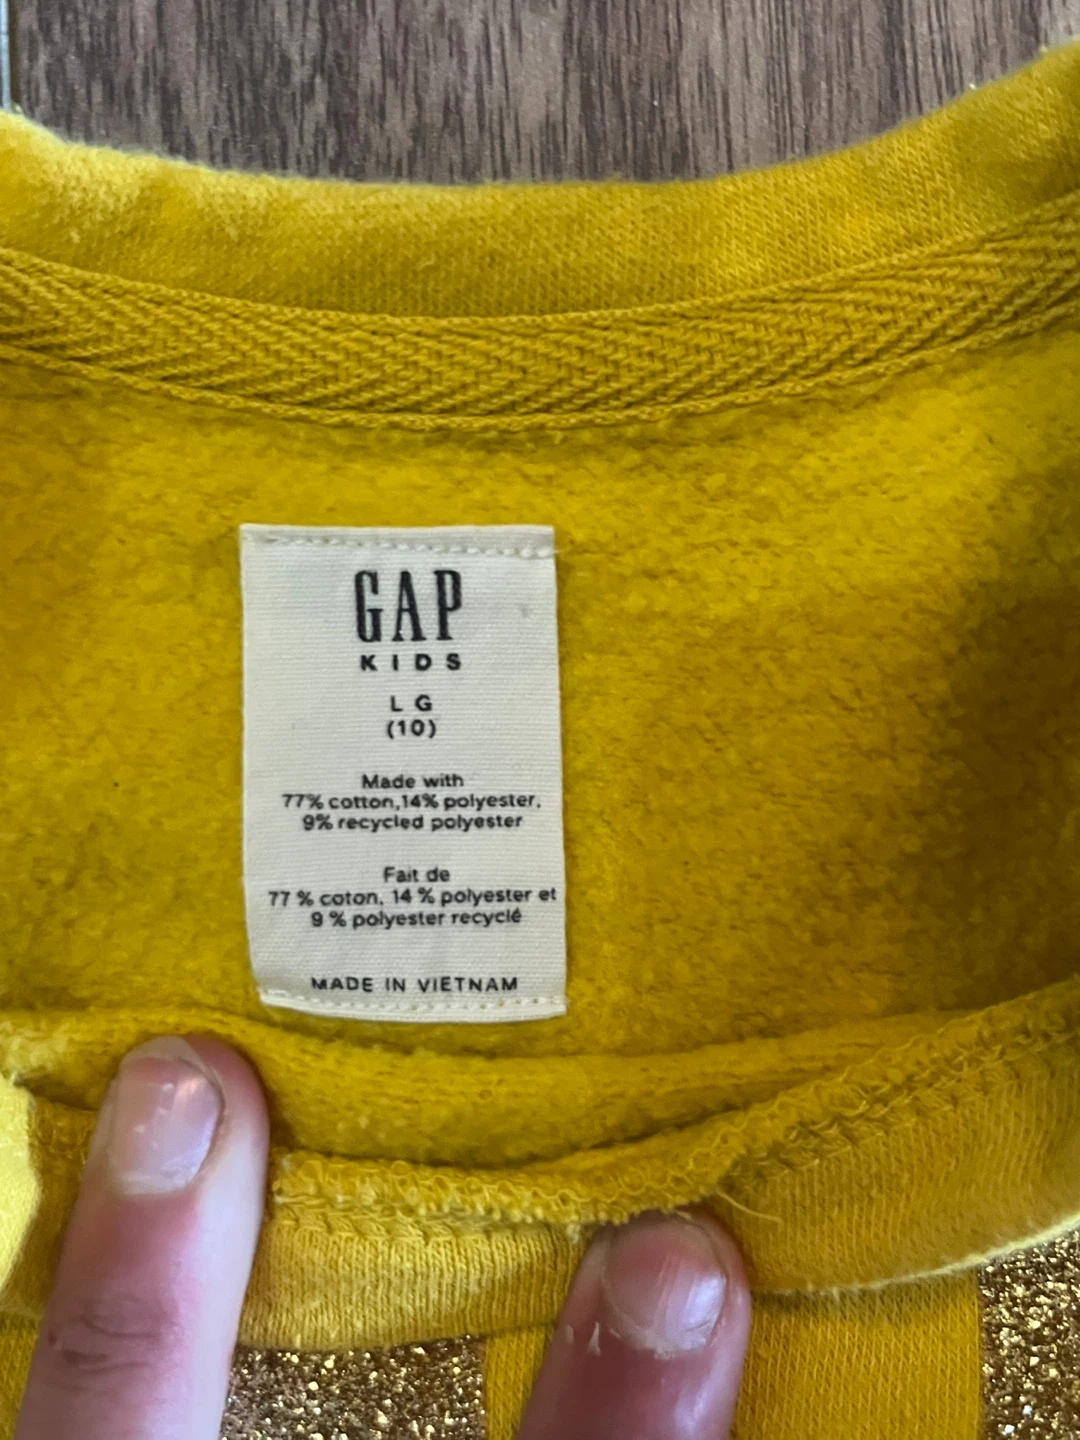 GAP
KIDS
LG
(10)
Made with
77% cotton,14% polyester,
9% recycled polyester
Fait de
77 % coton, 14 % polyester et
9 % polyester recyclé
MADE IN VIETNAM